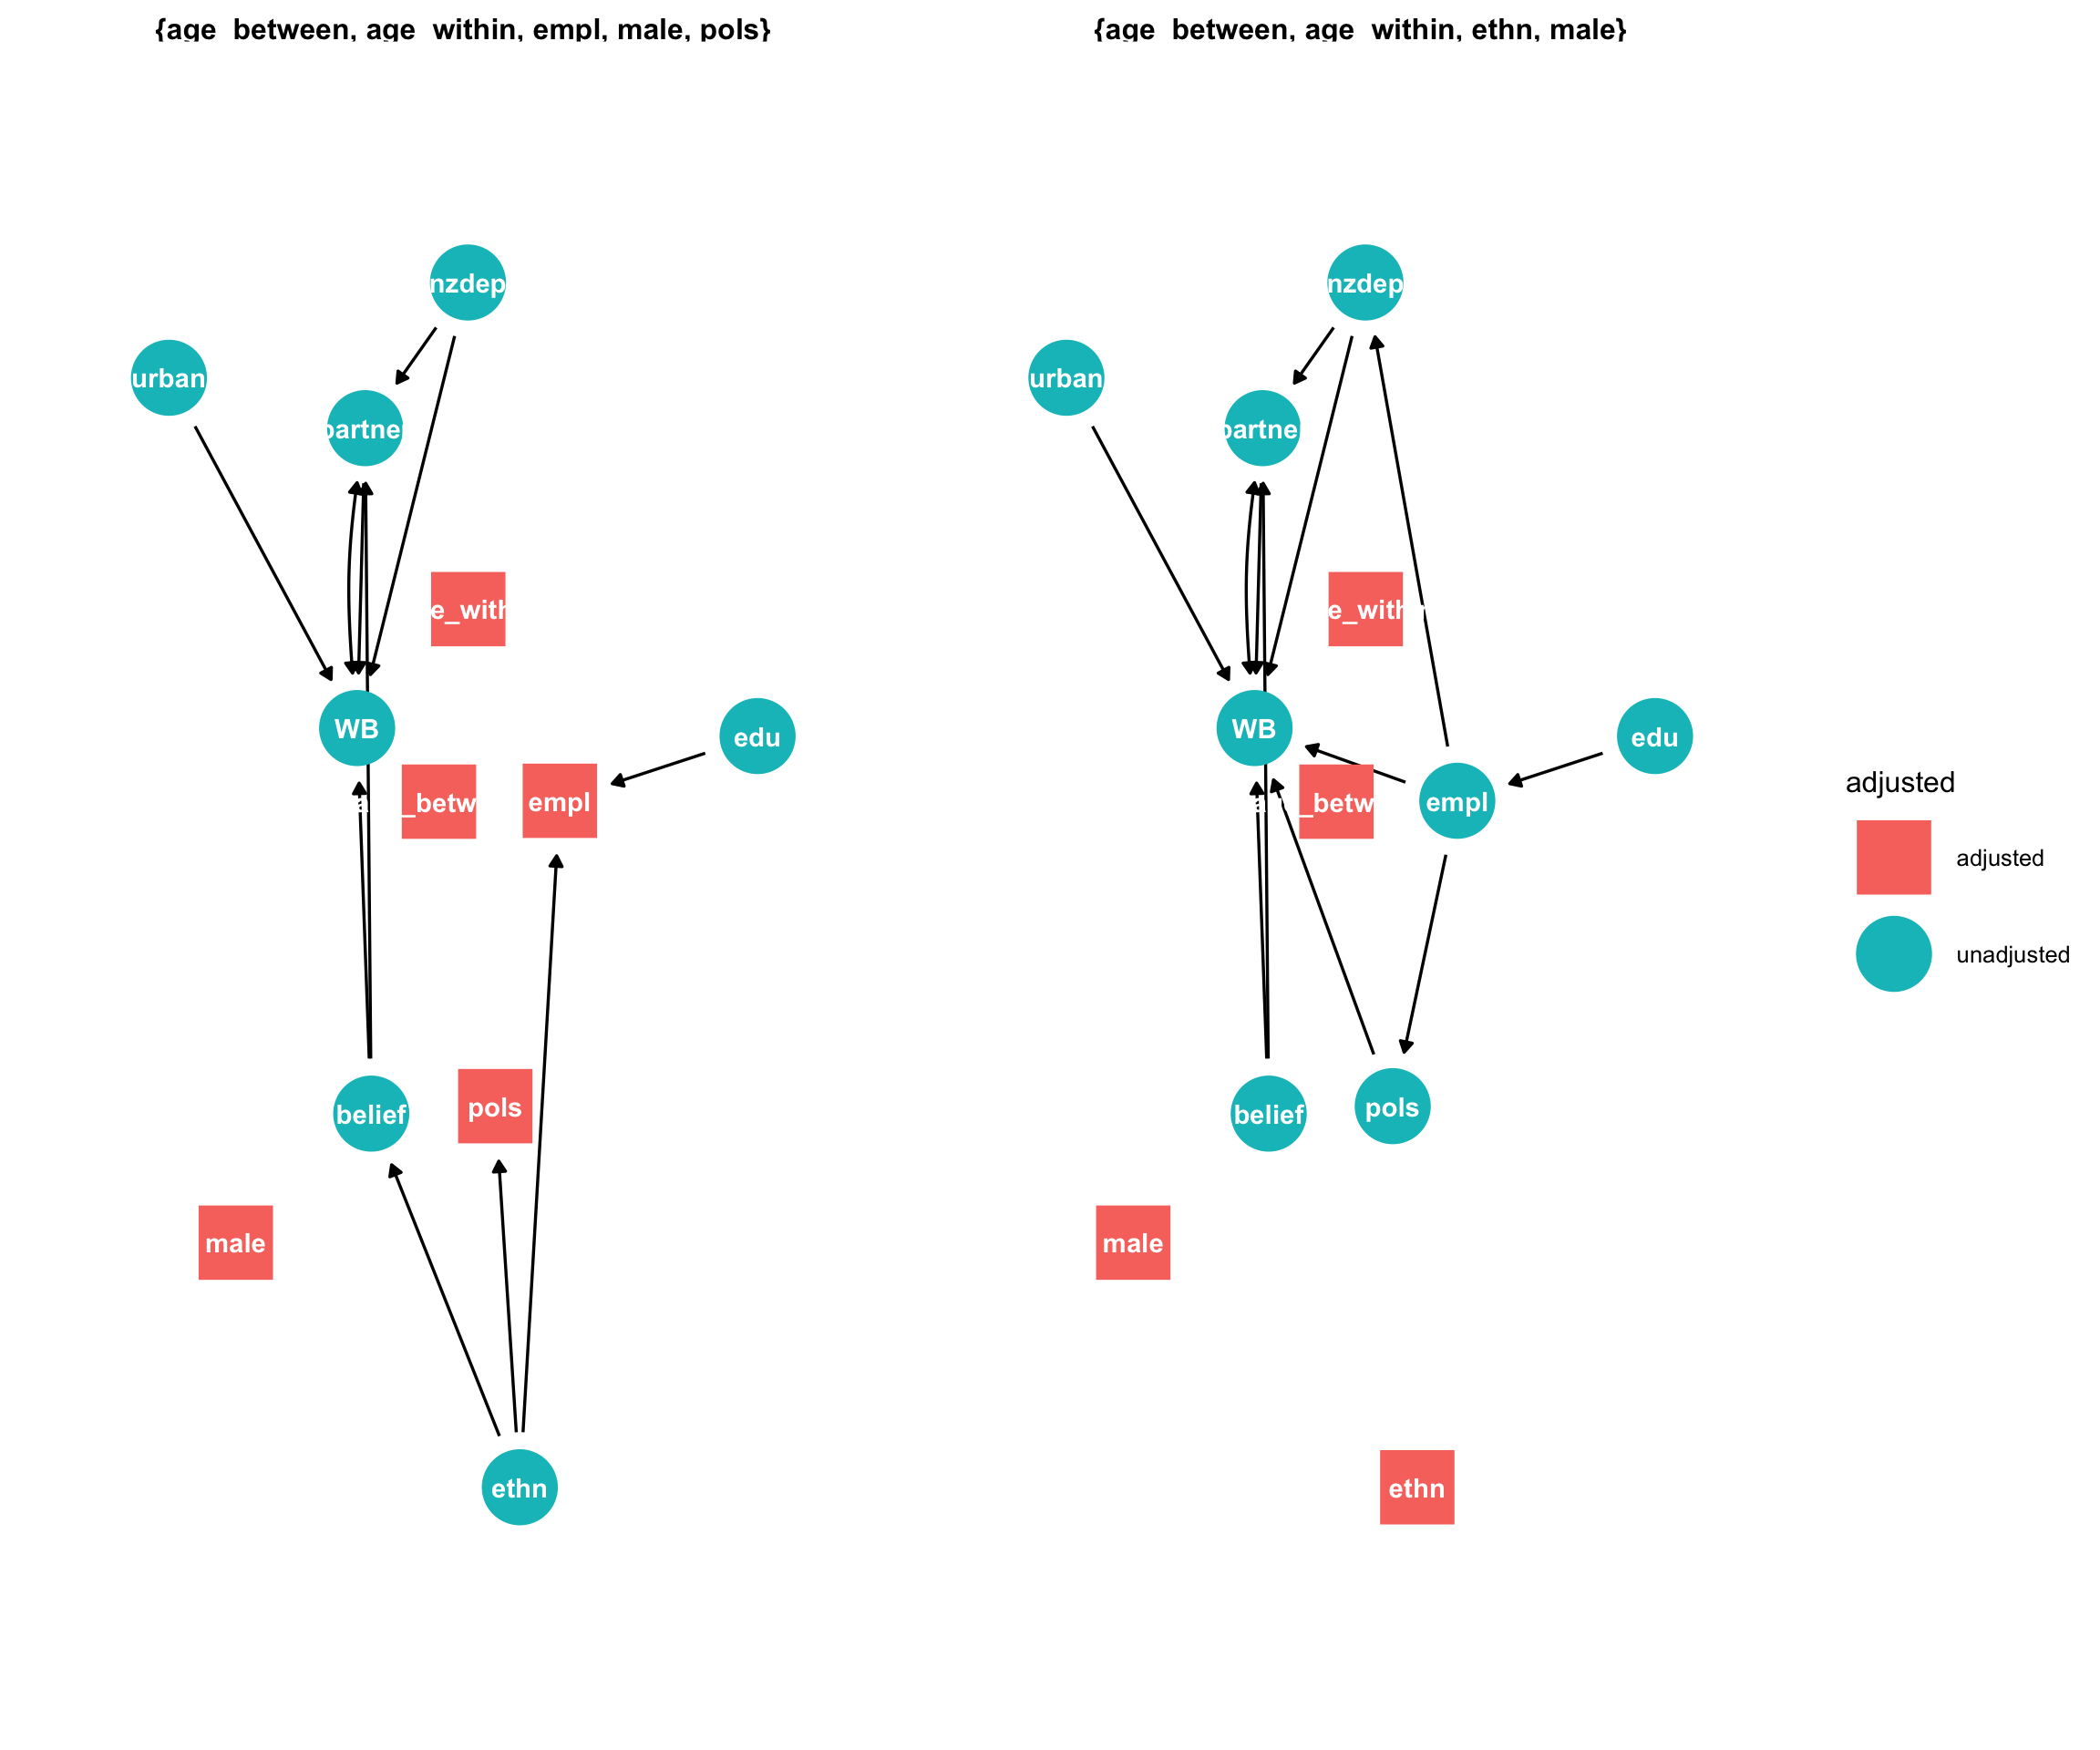 {age_between, age_within, empl, male, pols}
nzdep
urban
partner
e_with
WB
edu
a _betw
empl
belief
pols
male
ethn
{age_between, age_within, ethn, male}
nzdep
urban
partne
e_with
WB
edu
a _betw
empl
belief
pols
male
ethn
adjusted
adjusted
unadjusted